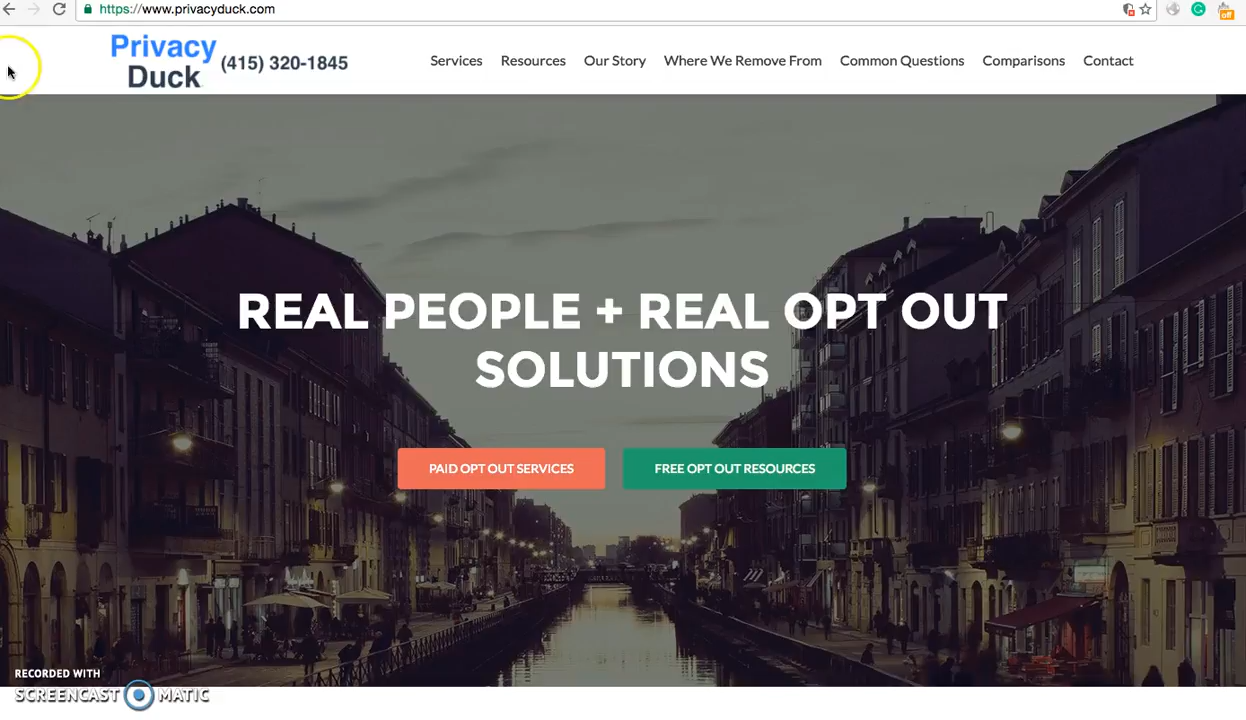 https://www.privacyduck.com
off
Privacy
Duck
(415) 320-1845
Services
Resources
Our Story
Where We Remove From
Common Questions
Comparisons
Contact
REAL PEOPLE + REAL OPT OUT
SOLUTIONS
PAID OPT OUT SERVICES
FREE OPT OUT RESOURCES
RECORDED WITH
SCREENCAST MATIC